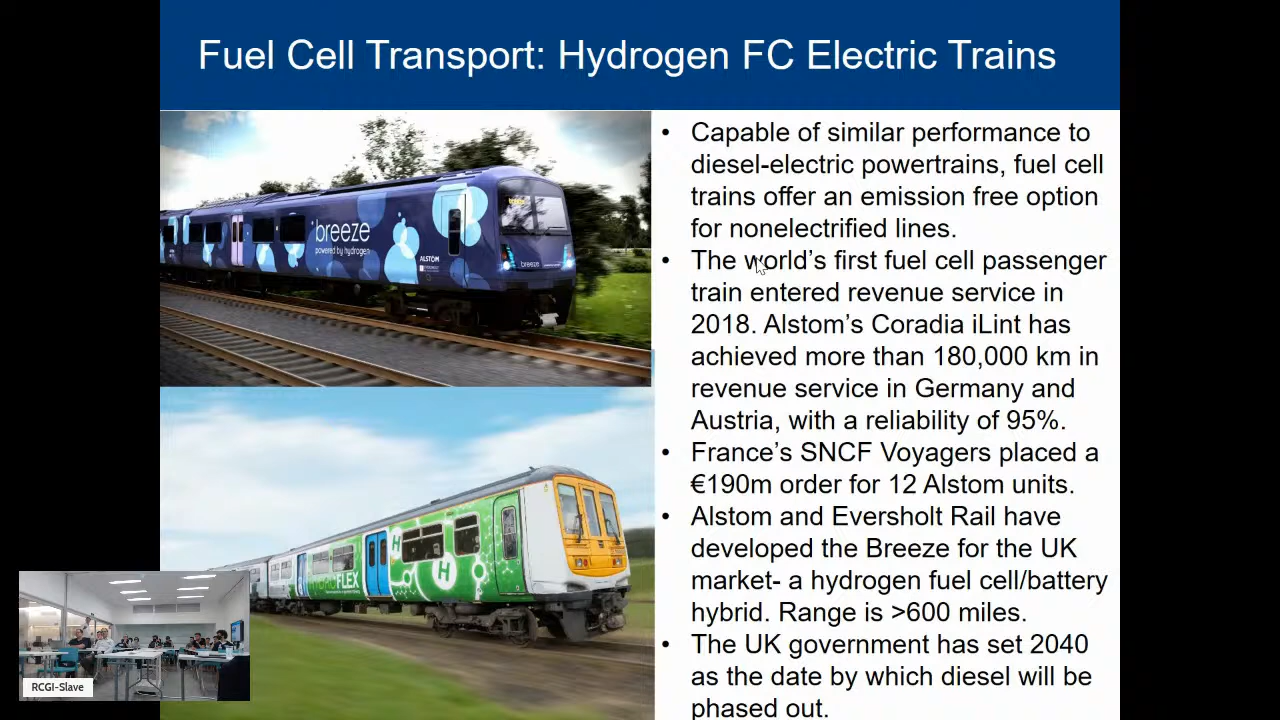 Fuel Cell Transport: Hydrogen FC Electric Trains
breeze
powered by hydrogen
ALSTOM
breeze
FLEX
H
H
• Capable of similar performance to
diesel-electric powertrains, fuel cell
trains offer an emission free option
for nonelectrified lines.
• The world’s first fuel cell passenger
train entered revenue service in
2018. Alstom’s Coradia iLint has
achieved more than 180,000 km in
revenue service in Germany and
Austria, with a reliability of 95%.
• France’s SNCF Voyagers placed a
€190m order for 12 Alstom units.
• Alstom and Eversholt Rail have
developed the Breeze for the UK
market- a hydrogen fuel cell/battery
hybrid. Range is >600 miles.
• The UK government has set 2040
as the date by which diesel will be
phased out.
RCGI-Slave